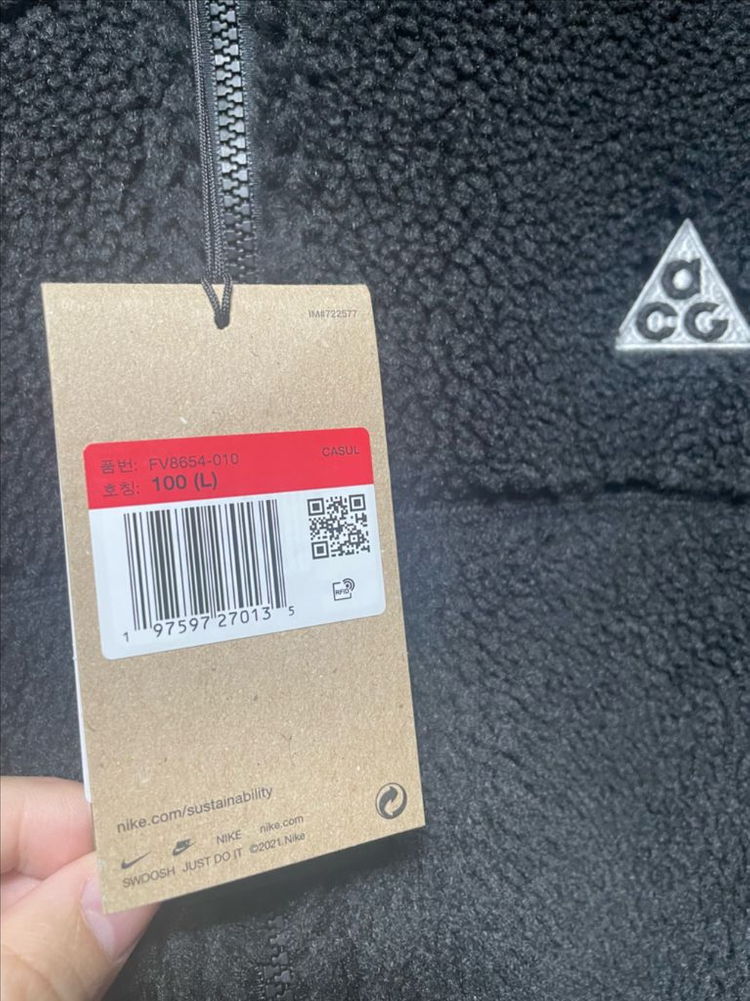 IM#722577
a
CG
품번: FV8654-010
CASUL
호칭: 100 (L)
RFID
1 97597 27013 5
nike.com/sustainability
NIKE nike.com
SWOOSH JUST DO IT ©2021 Nike